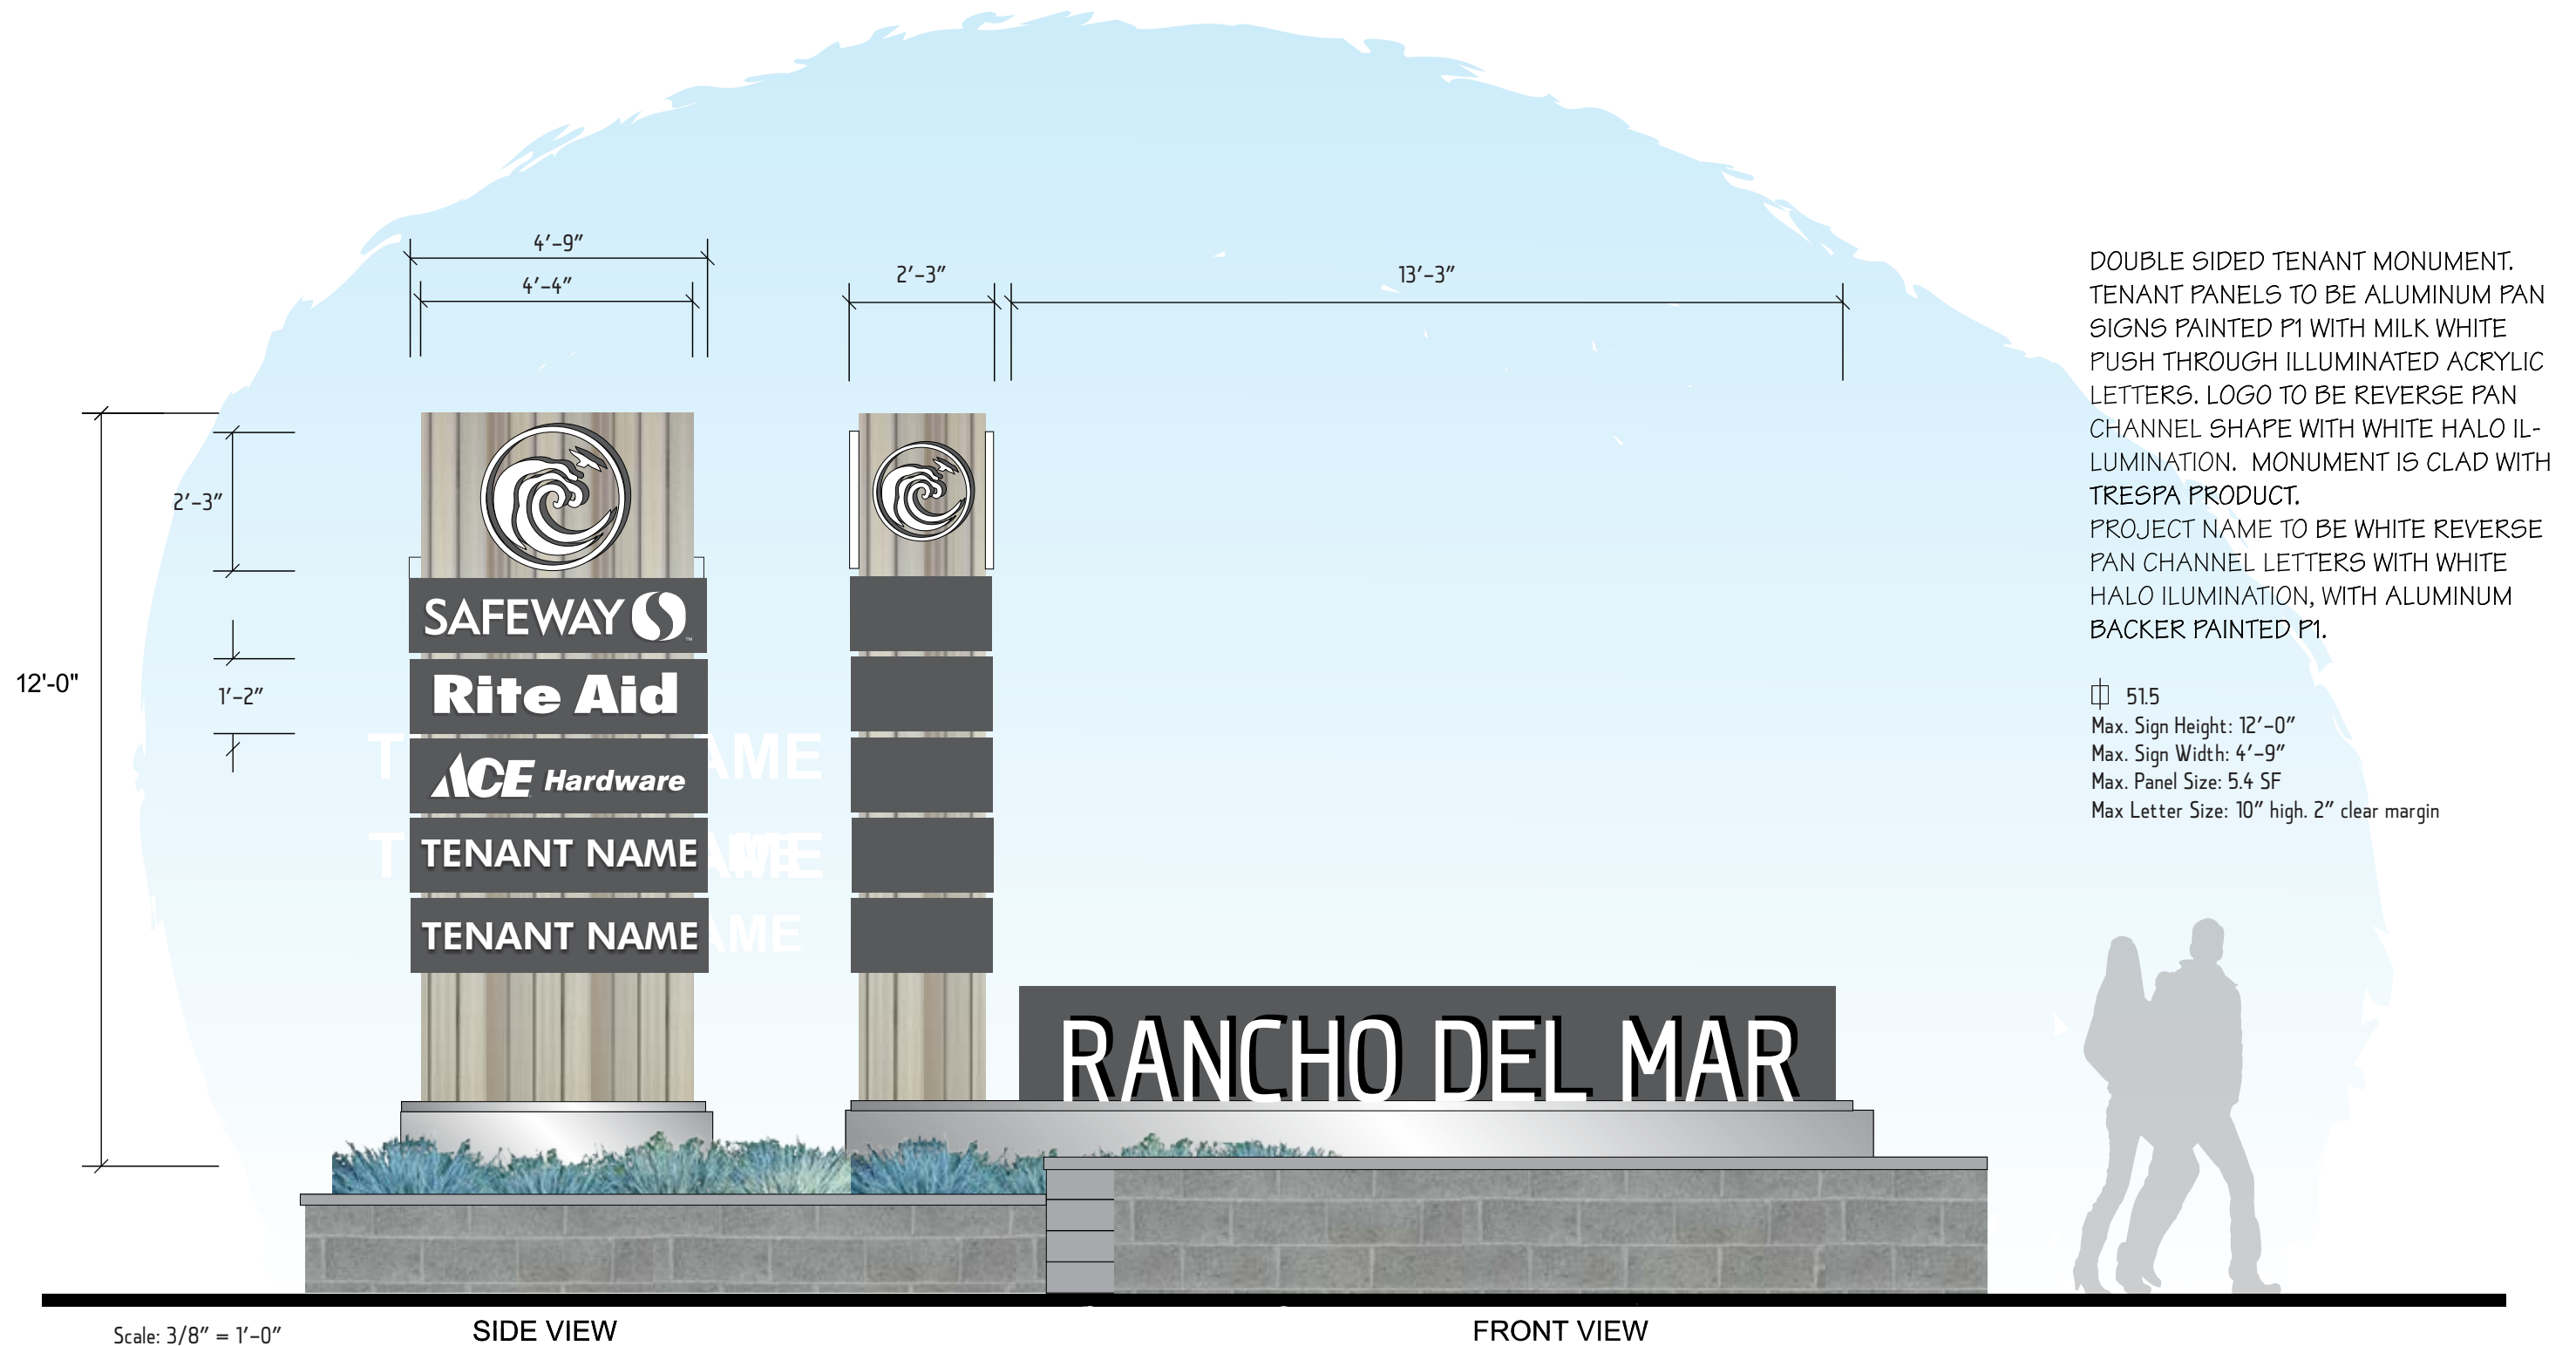 4'-9"
4'-4"
2'-3"
13'-3"
12'-0"
2'-3"
1'-2"
SAFEWAY
™
Rite Aid
ACE Hardware
TENANT NAME
TENANT NAME
AME
AME
AME
RANCHO DEL MAR
DOUBLE SIDED TENANT MONUMENT.
TENANT PANELS TO BE ALUMINUM PAN
SIGNS PAINTED P1 WITH MILK WHITE
PUSH THROUGH ILLUMINATED ACRYLIC
LETTERS. LOGO TO BE REVERSE PAN
CHANNEL SHAPE WITH WHITE HALO IL-
LUMINATION. MONUMENT IS CLAD WITH
TRESPA PRODUCT.
PROJECT NAME TO BE WHITE REVERSE
PAN CHANNEL LETTERS WITH WHITE
HALO ILUMINATION, WITH ALUMINUM
BACKER PAINTED P1.
51.5
Max. Sign Height: 12'-0"
Max. Sign Width: 4'-9"
Max. Panel Size: 5.4 SF
Max Letter Size: 10" high. 2" clear margin
Scale: 3/8" = 1'-0"
SIDE VIEW
FRONT VIEW